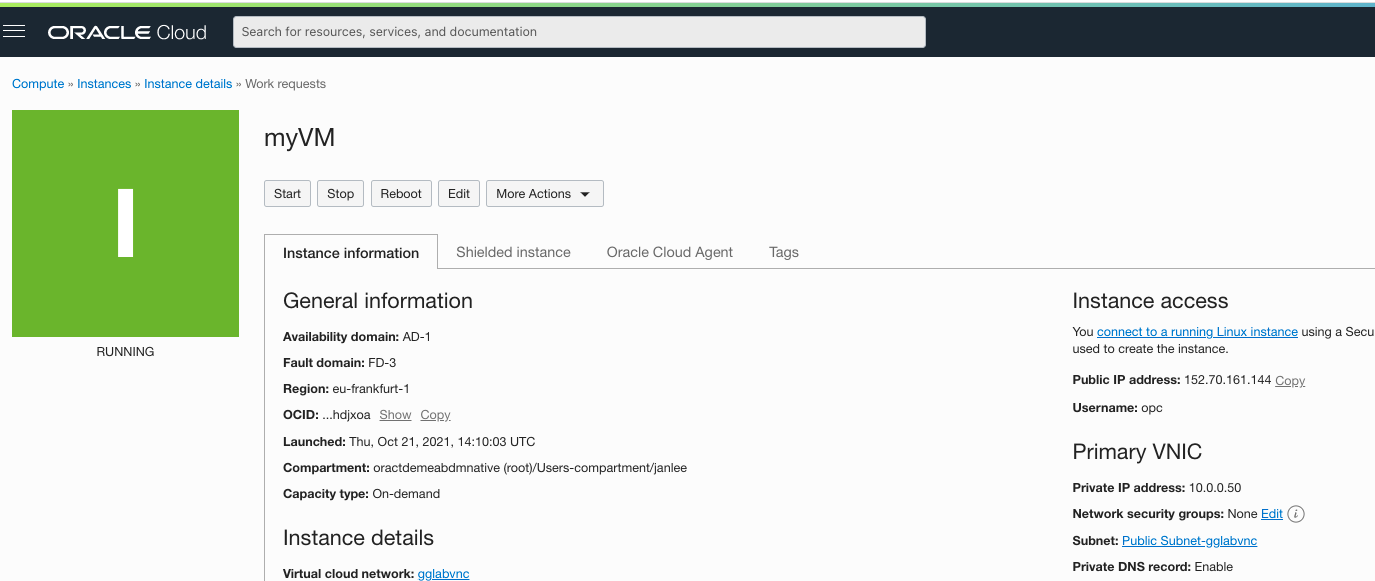 ORACLE Cloud
Search for resources, services, and documentation
Compute » Instances » Instance details » Work requests
I
RUNNING
myVM
Start Stop Reboot Edit More Actions
Instance information Shielded instance Oracle Cloud Agent Tags
General information
Availability domain: AD-1
Fault domain: FD-3
Region: eu-frankfurt-1
OCID: ...hdjxoa Show Copy
Launched: Thu, Oct 21, 2021, 14:10:03 UTC
Compartment: oractdemeabdmnative (root)/Users-compartment/janlee
Capacity type: On-demand
Instance details
Virtual cloud network: gglabvnc
Instance access
You connect to a running Linux instance using a Secu
used to create the instance.
Public IP address: 152.70.161.144 Copy
Username: opc
Primary VNIC
Private IP address: 10.0.0.50
Network security groups: None Edit i
Subnet: Public Subnet-gglabvnc
Private DNS record: Enable